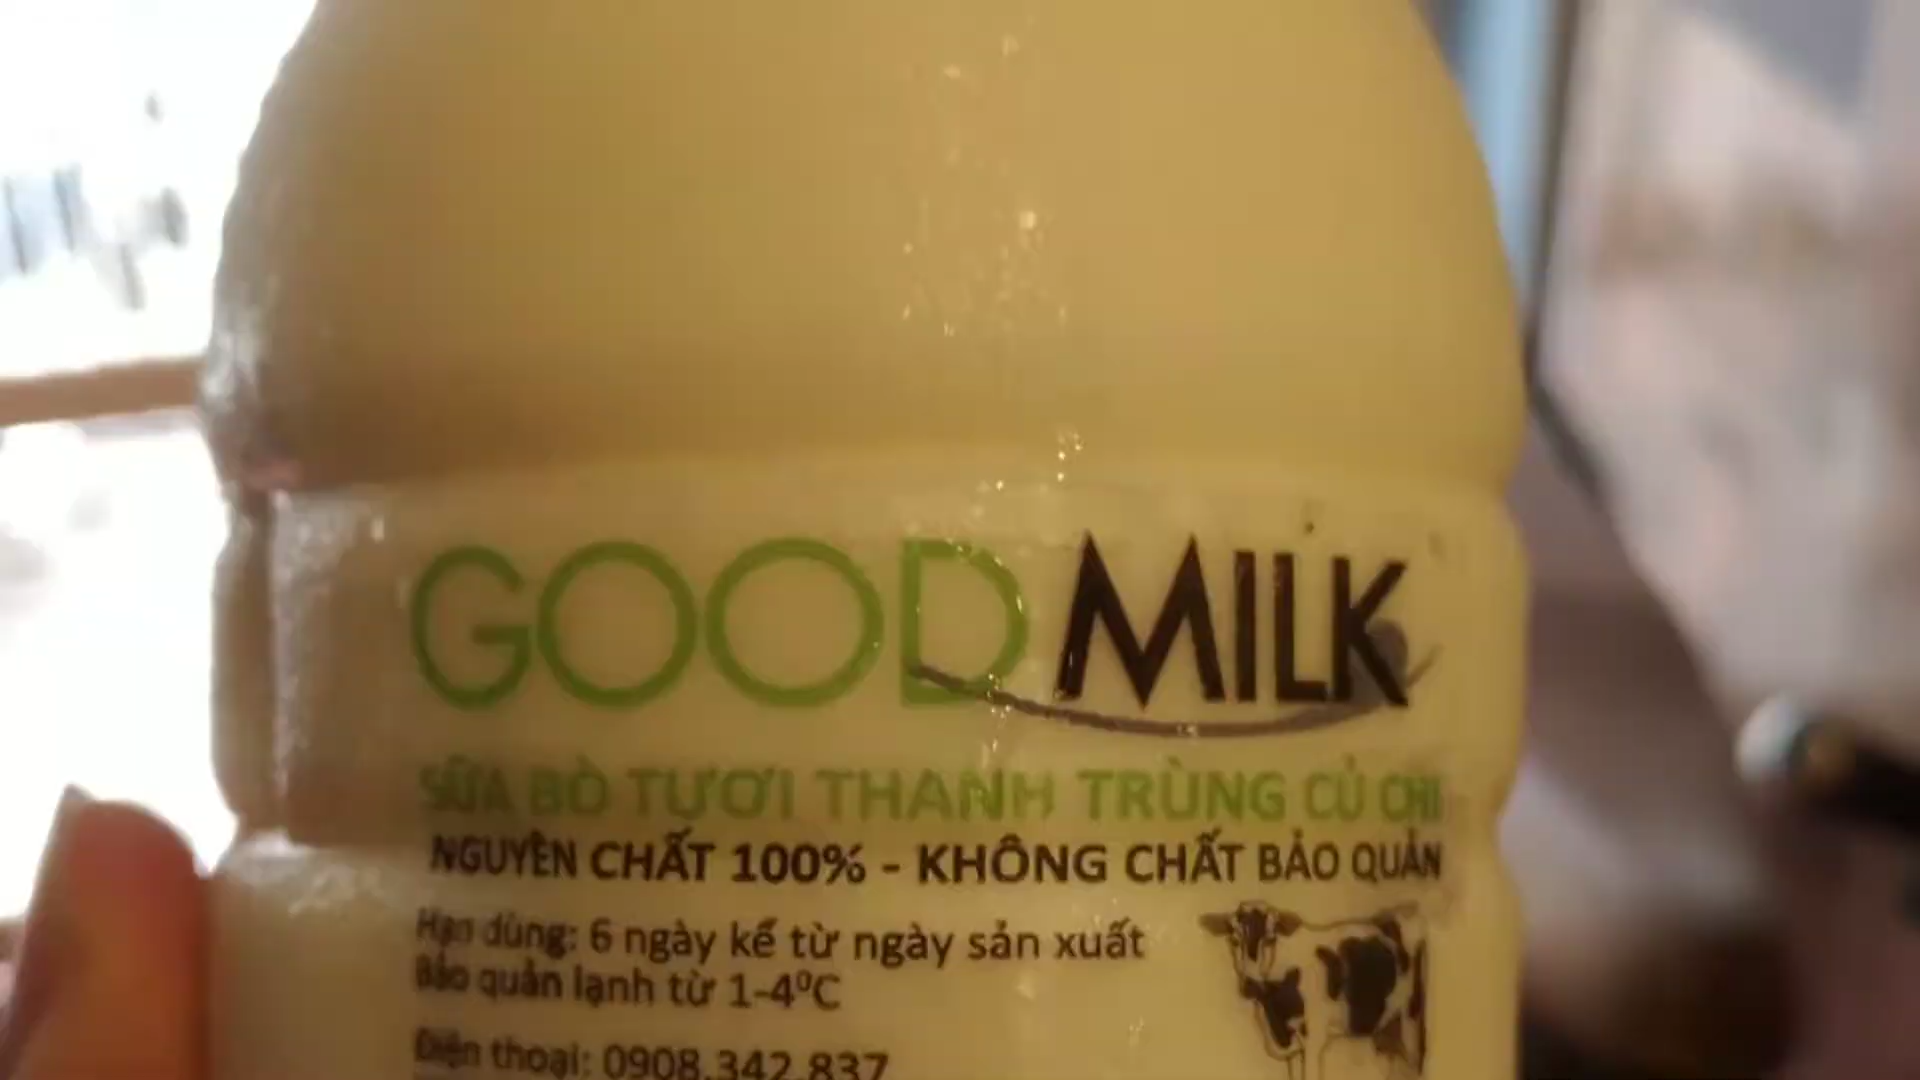 GOOD MILK
SỮA BÒ TƯƠI THANH TRÙNG CỦ CHI
NGUYÊN CHẤT 100% - KHÔNG CHẤT BẢO QUẢN
Hạn dùng: 6 ngày kể từ ngày sản xuất
Bảo quản lạnh từ 1-4⁰C
Điện thoại: 0908.342.837